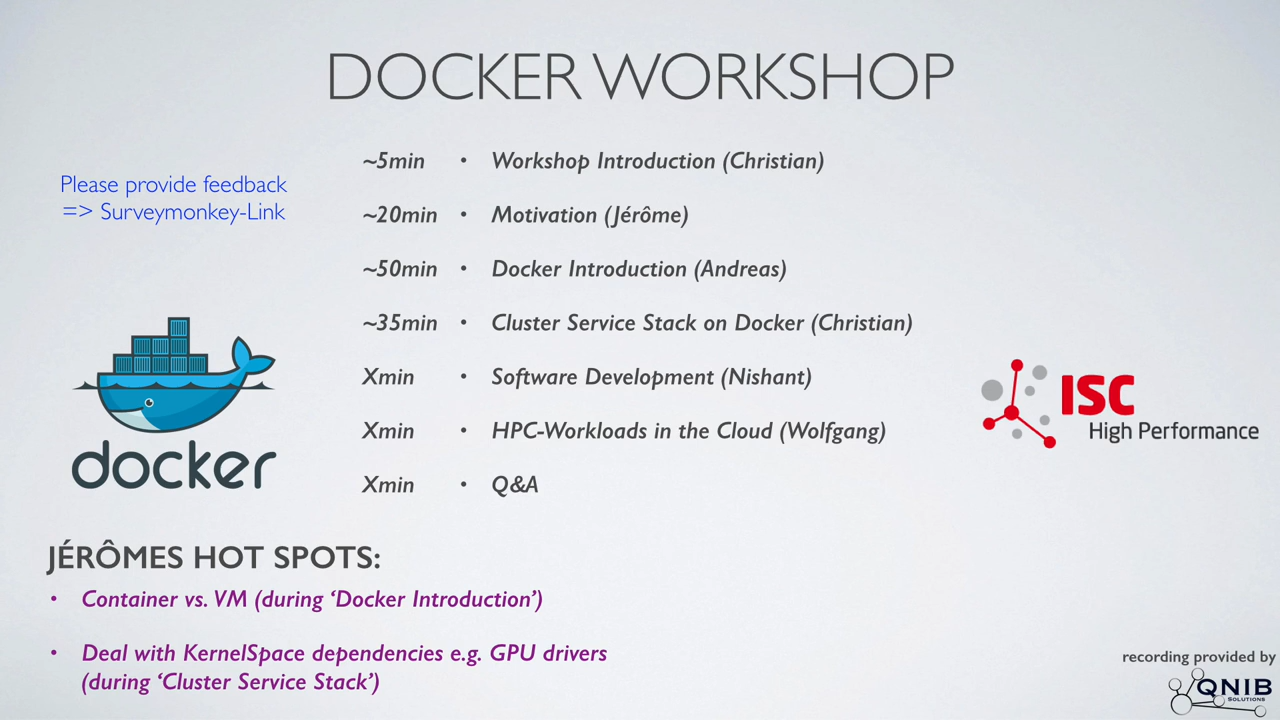 DOCKER WORKSHOP
Please provide feedback
=> Surveymonkey-Link
~5min • Workshop Introduction (Christian)
~20min • Motivation (Jérôme)
~50min • Docker Introduction (Andreas)
~35min • Cluster Service Stack on Docker (Christian)
Xmin • Software Development (Nishant)
Xmin • HPC-Workloads in the Cloud (Wolfgang)
Xmin • Q&A
docker
ISC
High Performance
JÉRÔMES HOT SPOTS:
• Container vs. VM (during ‘Docker Introduction’)
• Deal with KernelSpace dependencies e.g. GPU drivers
(during ‘Cluster Service Stack’)
recording provided by
QNIB
SOLUTIONS